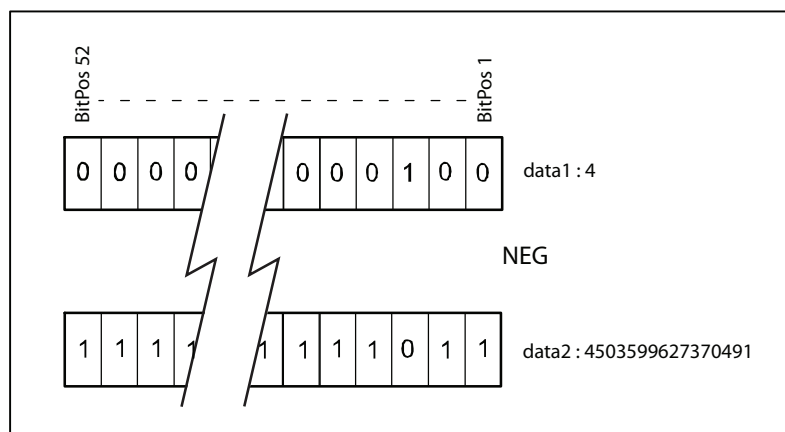 BitPos 52
BitPos 1
0 0 0 0 0 0 0 1 0 0
data1 : 4
NEG
1 1 1 1 1 1 1 1 0 1 1
data2 : 4503599627370491